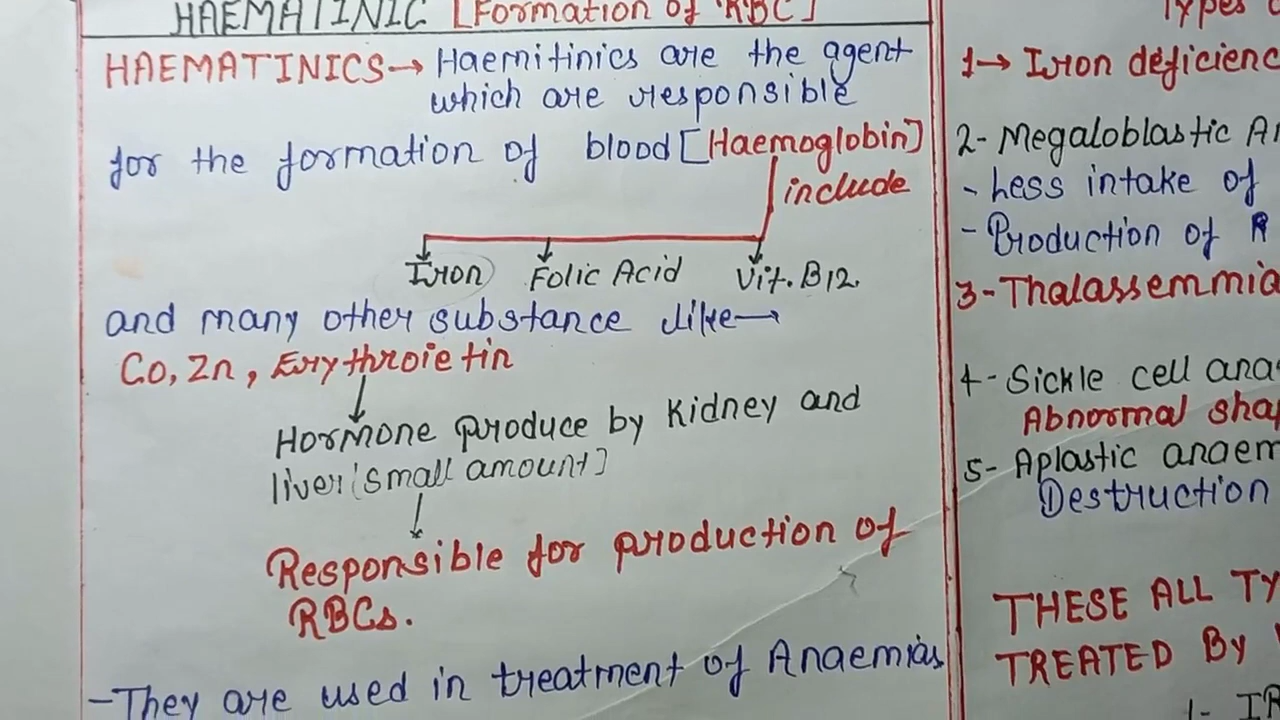 HAEMATINIC [Formation of RBC]
HAEMATINICS→ Haemitinics are the agent
which are responsible
for the formation of blood [Haemoglobin]
include
Iron Folic Acid Vit. B12.
and many other substance like→
Co, Zn, Erythroietin
Hormone produce by Kidney and
liver [small amount]
Responsible for production of
RBCs.
-They are used in treatment of Anaemias
Types
1→ Iron deficienc
2- Megaloblastic A
- Less intake of
- Production of R
3- Thalassemmia
4- Sickle cell ana
Abnormal sha
5- Aplastic anaem
Destruction
THESE ALL TY
TREATED By
1- IR